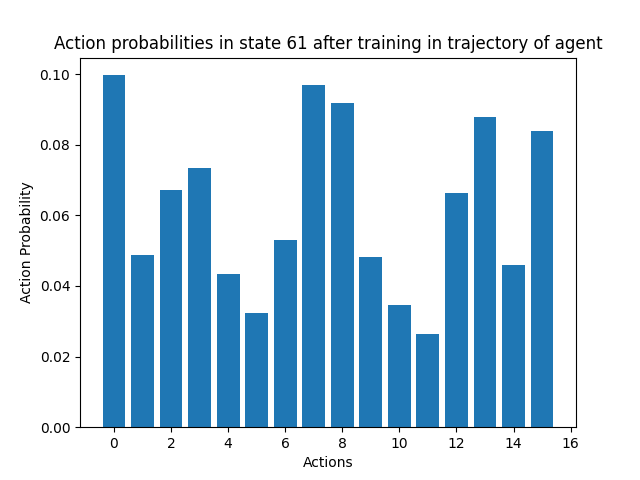 Action probabilities in state 61 after training in trajectory of agent
0.10
0.08
0.06
0.04
0.02
0.00
Action Probability
0 2 4 6 8 10 12 14 16
Actions